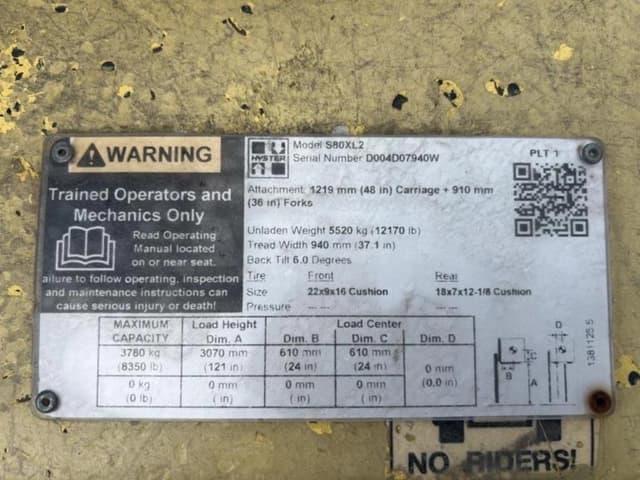 WARNING
Trained Operators and
Mechanics Only
Read Operating
Manual located
on or near seat.
ailure to follow operating, inspection
and maintenance instructions can
cause serious injury or death!
HYSTER
Model S80XL2
Serial Number D004D07940W
PLT 1
Attachment 1219 mm (48 in) Carriage + 910 mm
(36 in) Forks
Unladen Weight 5520 kg (12170 lb)
Tread Width 940 mm (37.1 in)
Back Tilt 6.0 Degrees
Tire Front Rear
Size 22x9x16 Cushion 18x7x12-1/8 Cushion
Pressure --- --- --- ---
MAXIMUM CAPACITY Load Height Dim. A Load Center Dim. B Dim. C Dim. D
3780 kg 3070 mm 610 mm 610 mm 0 mm
(8350 lb) (121 in) (24 in) (24 in) (0.0 in)
0 kg 0 mm 0 mm 0 mm
(0 lb) ( in) ( in) ( in)
D
C
B
A
1381125 5
NO RIDERS!